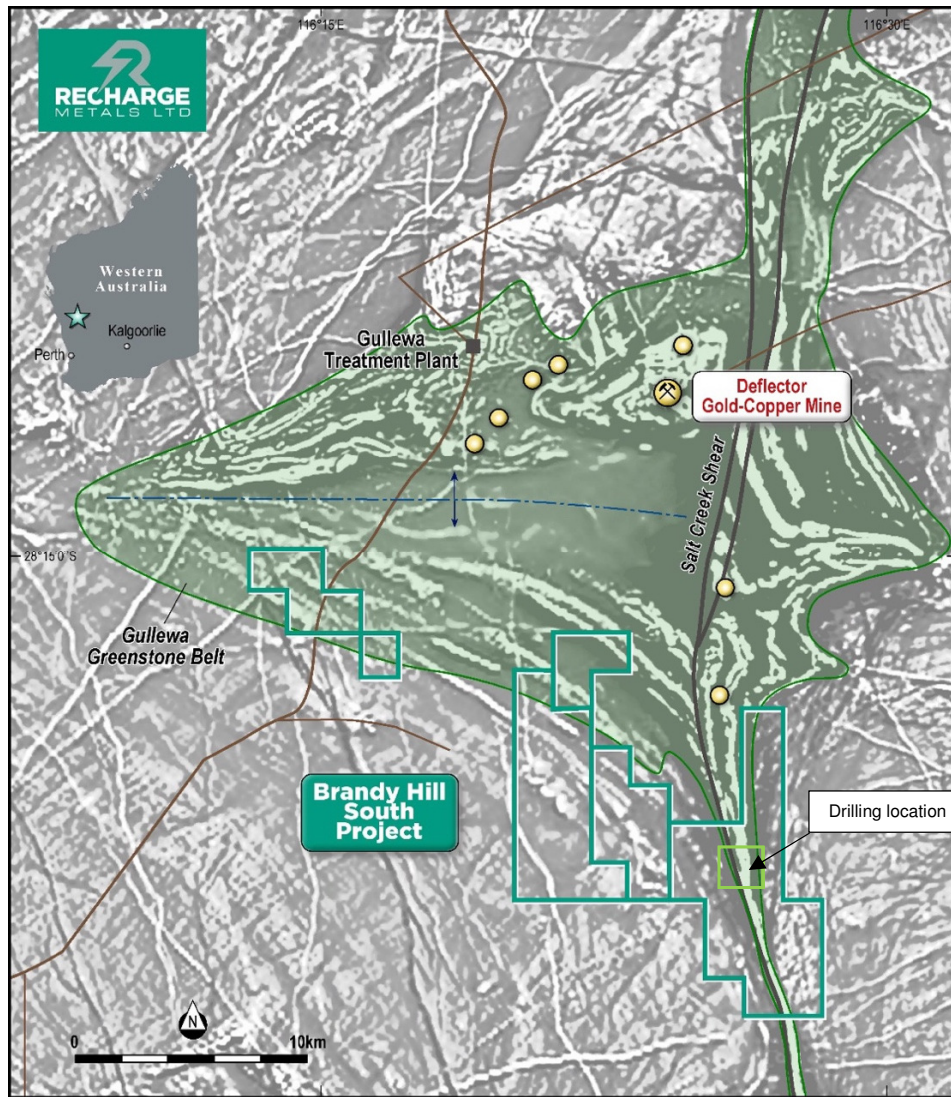 116°15'E
116°30'E
RECHARGE
METALS LTD
Western
Australia
Kalgoorlie
Perth
Gullewa
Treatment Plant
Deflector
Gold-Copper Mine
Salt Creek Shear
28°15'0"S
Gullewa
Greenstone Belt
Brandy Hill
South
Project
Drilling location
N
0
10km